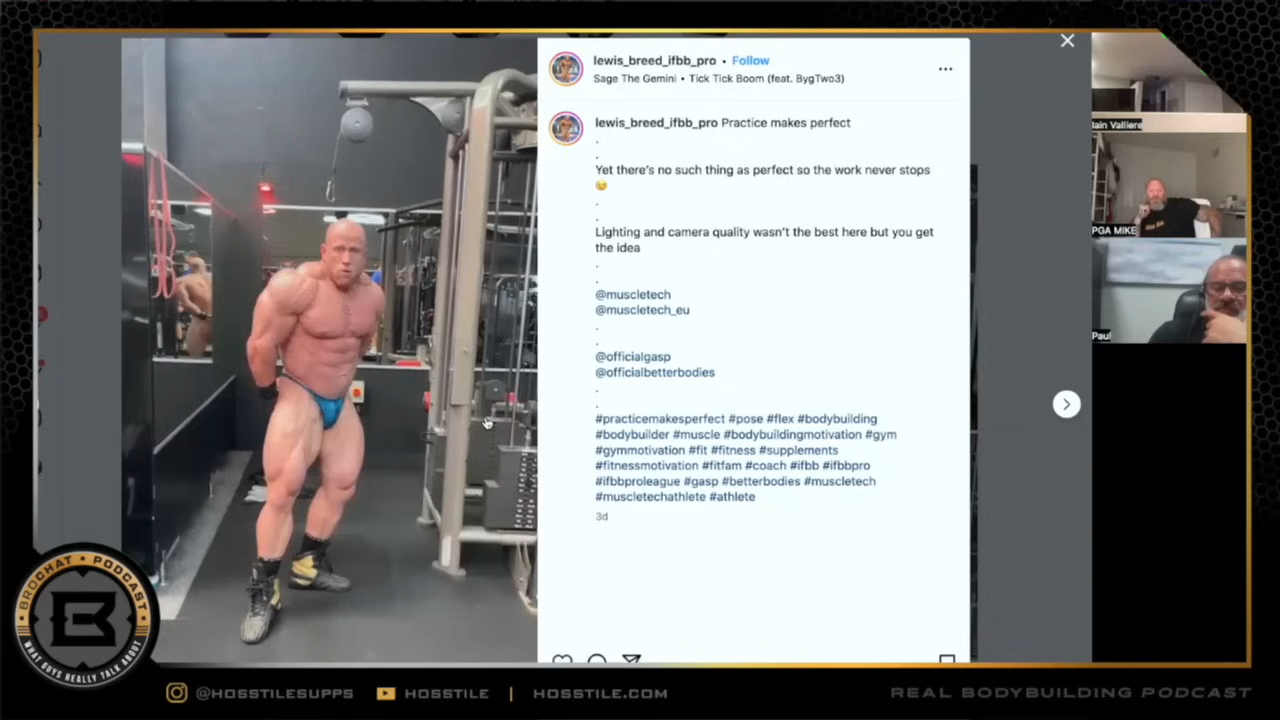 lewis_breed_ifbb_pro • Follow
Sage The Gemini • Tick Tick Boom (feat. BygTwo3)
lewis_breed_ifbb_pro Practice makes perfect
.
.
Yet there's no such thing as perfect so the work never stops
😉
.
.
Lighting and camera quality wasn't the best here but you get
the idea
.
.
@muscletech
@muscletech_eu
.
.
@officialgasp
@officialbetterbodies
.
.
#practicemakesperfect #pose #flex #bodybuilding
#bodybuilder #muscle #bodybuildingmotivation #gym
#gymmotivation #fit #fitness #supplements
#fitnessmotivation #fitfam #coach #ifbb #ifbbpro
#ifbbproleague #gasp #betterbodies #muscletech
#muscletechathlete #athlete
3d
Iain Valliere
PGA MIKE
Paul
BROCHAT • PODCAST
WHAT GUYS REALLY TALK ABOUT
@HOSSTILESUPPS
HOSSTILE | HOSSTILE.COM
REAL BODYBUILDING PODCAST